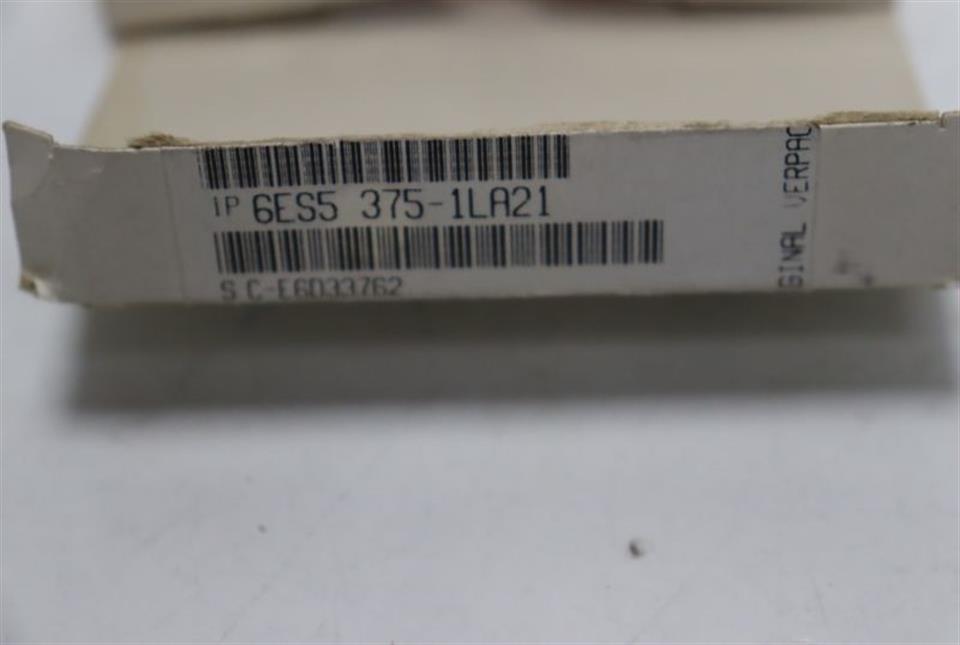 1P 6ES5 375-1LA21
S C-E6D33762
GINAL VERPAC